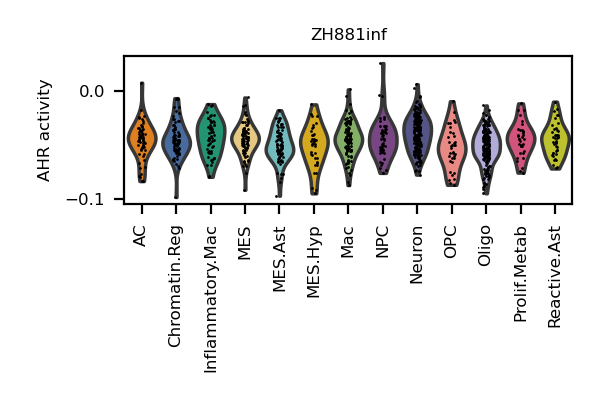 ZH881inf
AHR activity
0.0
−0.1
AC
Chromatin.Reg
Inflammatory.Mac
MES
MES.Ast
MES.Hyp
Mac
NPC
Neuron
OPC
Oligo
Prolif.Metab
Reactive.Ast